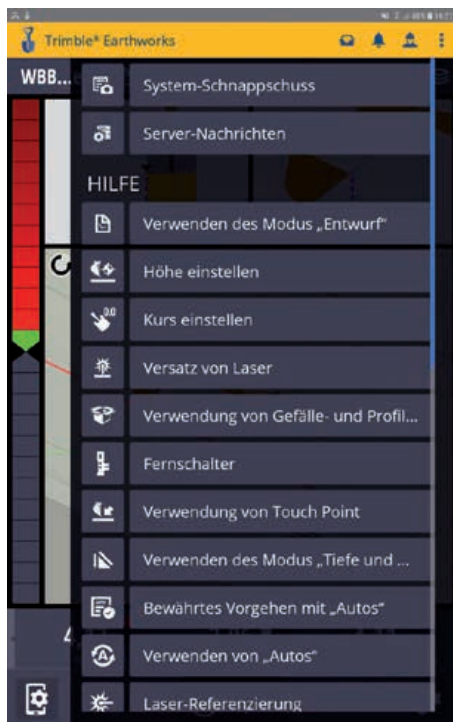 Trimble® Earthworks
WBB...
System-Schnappschuss
Server-Nachrichten
HILFE
Verwenden des Modus „Entwurf“
Höhe einstellen
0.0
Kurs einstellen
Versatz von Laser
Verwendung von Gefälle- und Profil...
Fernschalter
Verwendung von Touch Point
Verwenden des Modus „Tiefe und ...
Bewährtes Vorgehen mit „Autos“
Verwenden von „Autos“
Laser-Referenzierung